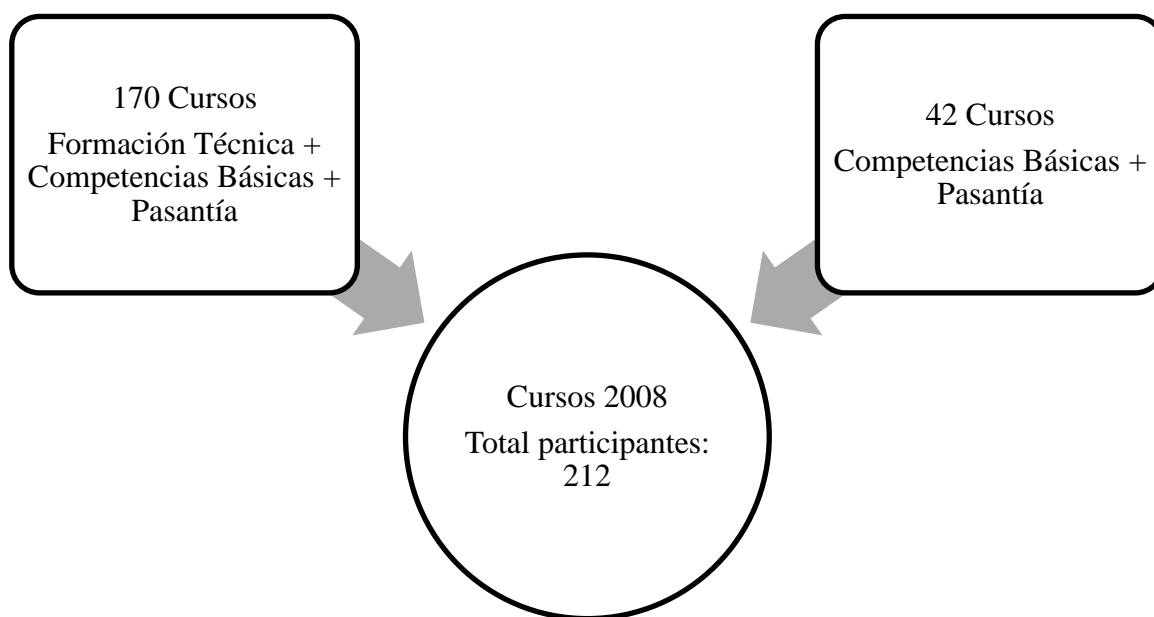 170 Cursos
Formación Técnica +
Competencias Básicas +
Pasantía
42 Cursos
Competencias Básicas +
Pasantía
Cursos 2008
Total participantes:
212